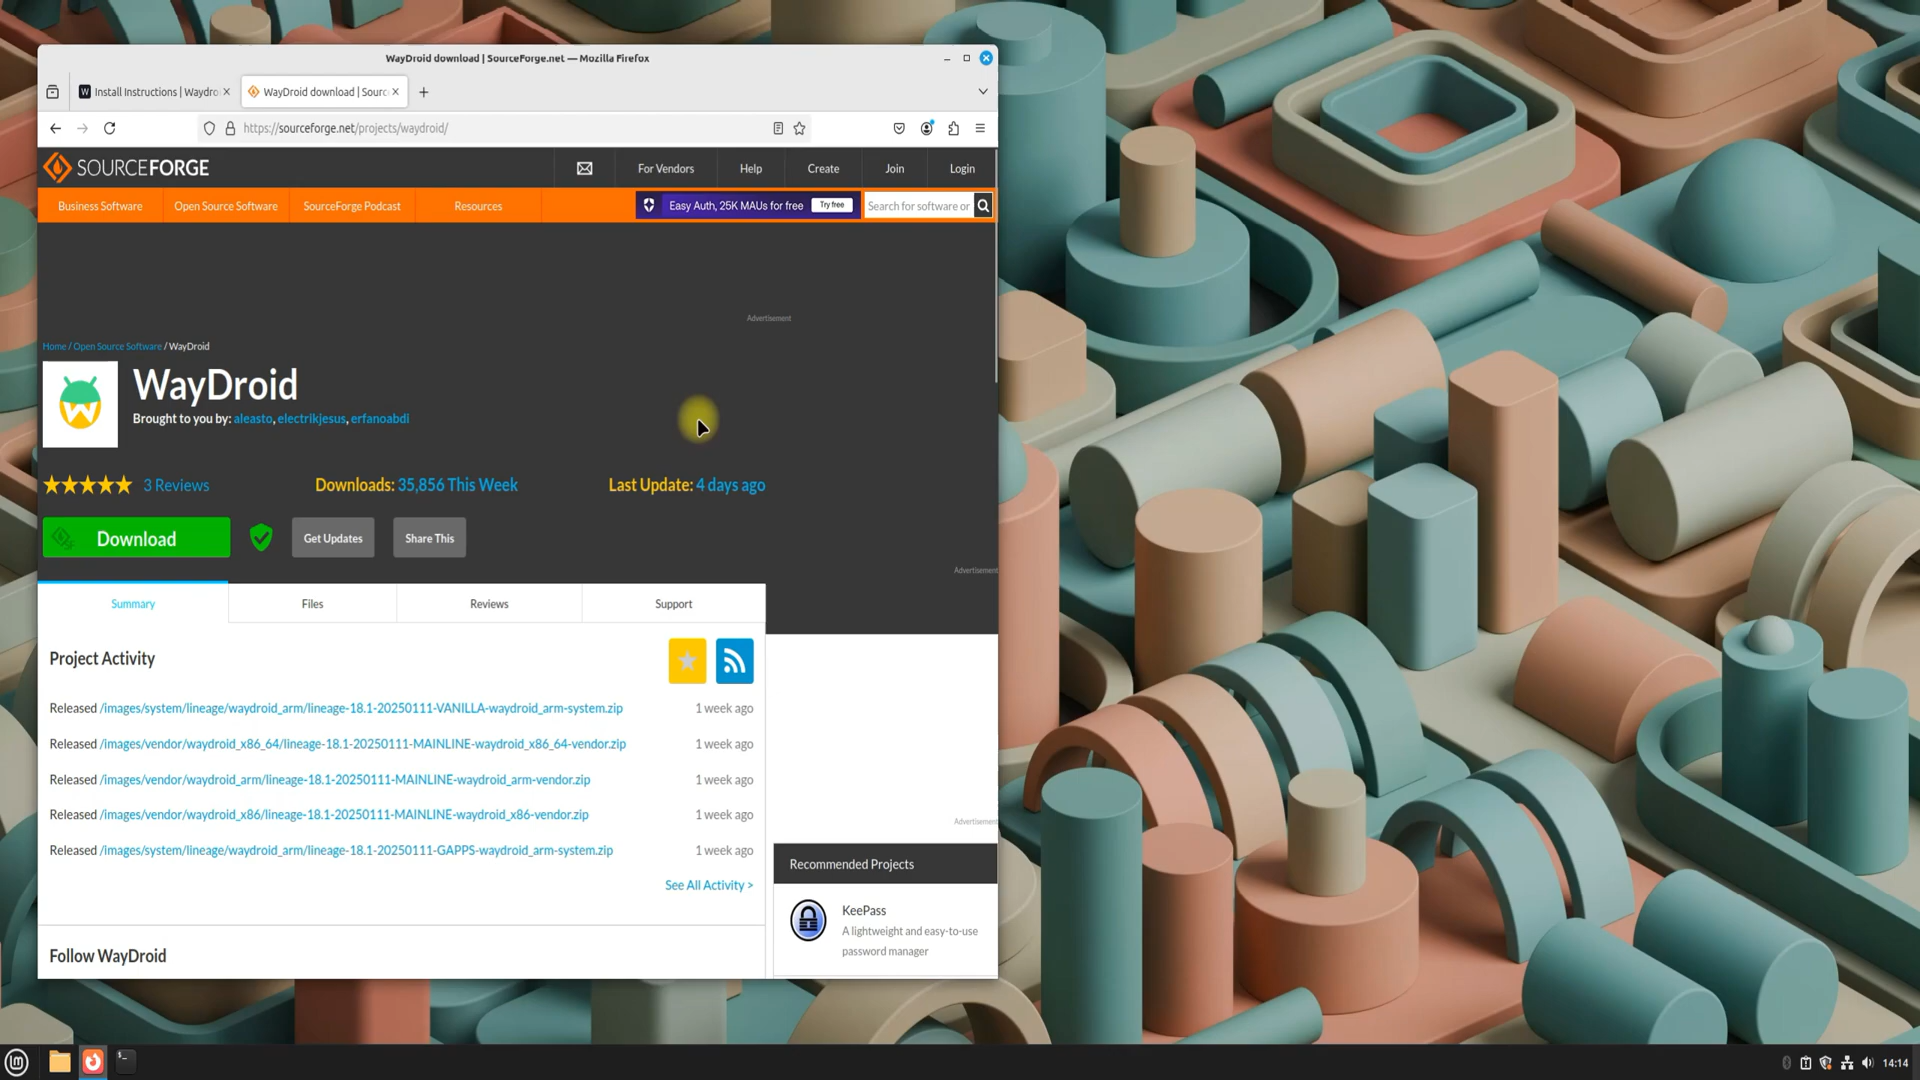 WayDroid download | SourceForge.net — Mozilla Firefox
Install Instructions | Waydro
WayDroid download | Sourc
https://sourceforge.net/projects/waydroid/
SOURCEFORGE
For Vendors
Help
Create
Join
Login
Business Software
Open Source Software
SourceForge Podcast
Resources
Easy Auth, 25K MAUs for free
Try free
Search for software or
Advertisement
Home / Open Source Software / WayDroid
WayDroid
Brought to you by: aleasto, electrikjesus, erfanoabdi
3 Reviews
Downloads: 35,856 This Week
Last Update: 4 days ago
Download
Get Updates
Share This
Advertisement
Summary
Files
Reviews
Support
Project Activity
Released /images/system/lineage/waydroid_arm/lineage-18.1-20250111-VANILLA-waydroid_arm-system.zip 1 week ago
Released /images/vendor/waydroid_x86_64/lineage-18.1-20250111-MAINLINE-waydroid_x86_64-vendor.zip 1 week ago
Released /images/vendor/waydroid_arm/lineage-18.1-20250111-MAINLINE-waydroid_arm-vendor.zip 1 week ago
Released /images/vendor/waydroid_x86/lineage-18.1-20250111-MAINLINE-waydroid_x86-vendor.zip 1 week ago
Released /images/system/lineage/waydroid_arm/lineage-18.1-20250111-GAPPS-waydroid_arm-system.zip 1 week ago
See All Activity >
Advertisement
Recommended Projects
KeePass
A lightweight and easy-to-use
password manager
Follow WayDroid
14:14